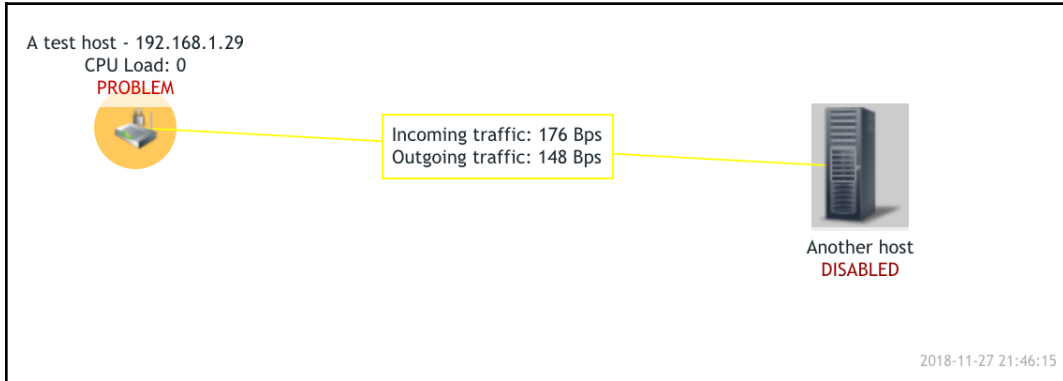 A test host - 192.168.1.29
CPU Load: 0
PROBLEM
Incoming traffic: 176 Bps
Outgoing traffic: 148 Bps
Another host
DISABLED
2018-11-27 21:46:15